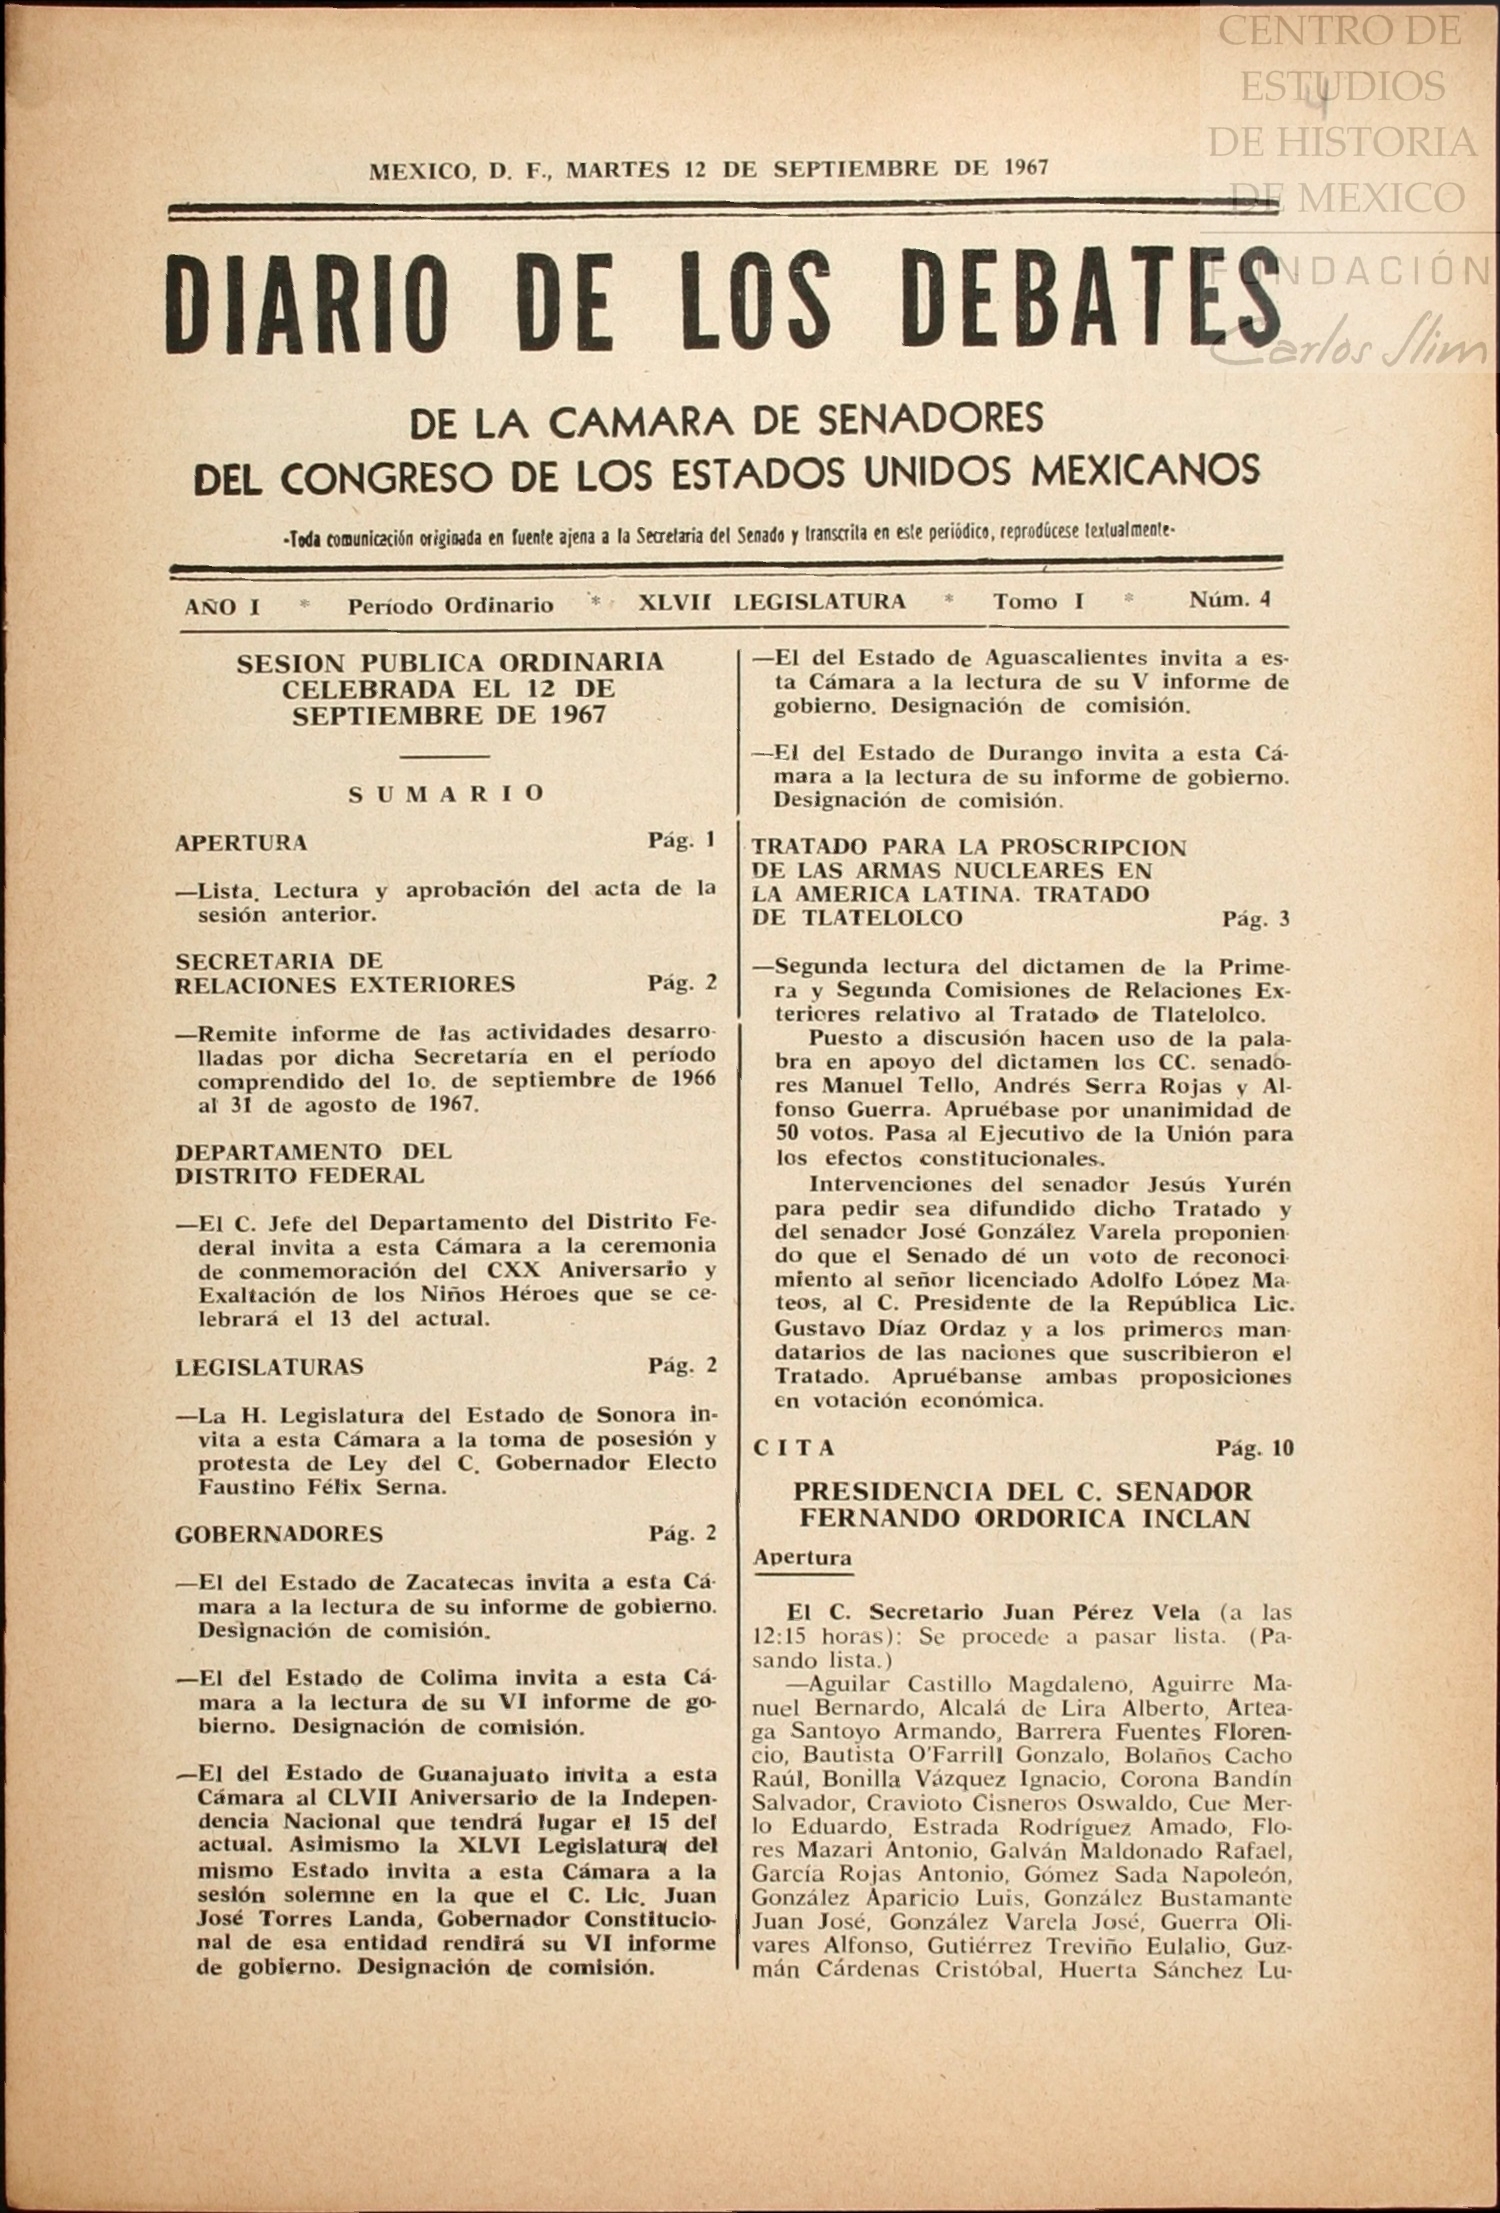 CENTRO DE
ESTUDIOS
DE HISTORIA
DE MEXICO
FUNDACIÓN
Carlos Slim
4
MEXICO, D. F., MARTES 12 DE SEPTIEMBRE DE 1967
DIARIO DE LOS DEBATES
DE LA CAMARA DE SENADORES
DEL CONGRESO DE LOS ESTADOS UNIDOS MEXICANOS
-Toda comunicación originada en fuente ajena a la Secretaria del Senado y transcrita en este periódico, reprodúcese textualmente-
AÑO I * Período Ordinario * XLVII LEGISLATURA * Tomo I * Núm. 4
SESION PUBLICA ORDINARIA
CELEBRADA EL 12 DE
SEPTIEMBRE DE 1967
SUMARIO
APERTURA Pág. 1
—Lista. Lectura y aprobación del acta de la
sesión anterior.
SECRETARIA DE
RELACIONES EXTERIORES Pág. 2
—Remite informe de las actividades desarro-
lladas por dicha Secretaría en el período
comprendido del 1o. de septiembre de 1966
al 31 de agosto de 1967.
DEPARTAMENTO DEL
DISTRITO FEDERAL
—El C. Jefe del Departamento del Distrito Fe-
deral invita a esta Cámara a la ceremonia
de conmemoración del CXX Aniversario y
Exaltación de los Niños Héroes que se ce-
lebrará el 13 del actual.
LEGISLATURAS Pág. 2
—La H. Legislatura del Estado de Sonora in-
vita a esta Cámara a la toma de posesión y
protesta de Ley del C. Gobernador Electo
Faustino Félix Serna.
GOBERNADORES Pág. 2
—El del Estado de Zacatecas invita a esta Cá-
mara a la lectura de su informe de gobierno.
Designación de comisión.
—El del Estado de Colima invita a esta Cá-
mara a la lectura de su VI informe de go-
bierno. Designación de comisión.
—El del Estado de Guanajuato invita a esta
Cámara al CLVII Aniversario de la Indepen-
dencia Nacional que tendrá lugar el 15 del
actual. Asimismo la XLVI Legislatura del
mismo Estado invita a esta Cámara a la
sesión solemne en la que el C. Lic. Juan
José Torres Landa, Gobernador Constitucio-
nal de esa entidad rendirá su VI informe
de gobierno. Designación de comisión.
—El del Estado de Aguascalientes invita a es-
ta Cámara a la lectura de su V informe de
gobierno. Designación de comisión.
—El del Estado de Durango invita a esta Cá-
mara a la lectura de su informe de gobierno.
Designación de comisión.
TRATADO PARA LA PROSCRIPCION
DE LAS ARMAS NUCLEARES EN
LA AMERICA LATINA. TRATADO
DE TLATELOLCO Pág. 3
—Segunda lectura del dictamen de la Prime-
ra y Segunda Comisiones de Relaciones Ex-
teriores relativo al Tratado de Tlatelolco.
Puesto a discusión hacen uso de la pala-
bra en apoyo del dictamen los CC. senado-
res Manuel Tello, Andrés Serra Rojas y Al-
fonso Guerra. Apruébase por unanimidad de
50 votos. Pasa al Ejecutivo de la Unión para
los efectos constitucionales.
Intervenciones del senador Jesús Yurén
para pedir sea difundido dicho Tratado y
del senador José González Varela proponien-
do que el Senado dé un voto de reconoci-
miento al señor licenciado Adolfo López Ma-
teos, al C. Presidente de la República Lic.
Gustavo Díaz Ordaz y a los primeros man-
datarios de las naciones que suscribieron el
Tratado. Apruébanse ambas proposiciones
en votación económica.
CITA Pág. 10
PRESIDENCIA DEL C. SENADOR
FERNANDO ORDORICA INCLAN
Apertura
El C. Secretario Juan Pérez Vela (a las
12:15 horas): Se procede a pasar lista. (Pa-
sando lista.)
—Aguilar Castillo Magdaleno, Aguirre Ma-
nuel Bernardo, Alcalá de Lira Alberto, Artea-
ga Santoyo Armando, Barrera Fuentes Floren-
cio, Bautista O'Farrill Gonzalo, Bolaños Cacho
Raúl, Bonilla Vázquez Ignacio, Corona Bandín
Salvador, Cravioto Cisneros Oswaldo, Cue Mer-
lo Eduardo, Estrada Rodríguez Amado, Flo-
res Mazari Antonio, Galván Maldonado Rafael,
García Rojas Antonio, Gómez Sada Napoleón,
González Aparicio Luis, González Bustamante
Juan José, González Varela José, Guerra Oli-
vares Alfonso, Gutiérrez Treviño Eulalio, Guz-
mán Cárdenas Cristóbal, Huerta Sánchez Lu-